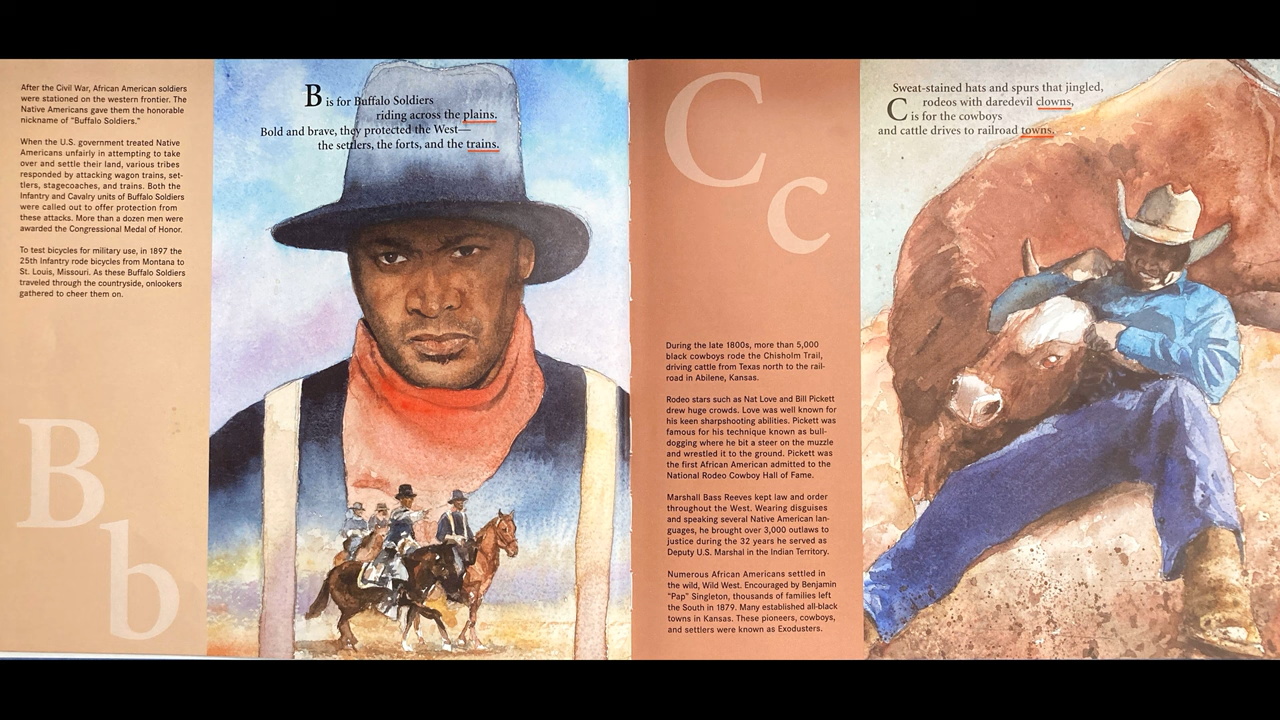 After the Civil War, African American soldiers
were stationed on the western frontier. The
Native Americans gave them the honorable
nickname of "Buffalo Soldiers."
When the U.S. government treated Native
Americans unfairly in attempting to take
over and settle their land, various tribes
responded by attacking wagon trains, set-
tlers, stagecoaches, and trains. Both the
Infantry and Cavalry units of Buffalo Soldiers
were called out to offer protection from
these attacks. More than a dozen men were
awarded the Congressional Medal of Honor.
To test bicycles for military use, in 1897 the
25th Infantry rode bicycles from Montana to
St. Louis, Missouri. As these Buffalo Soldiers
traveled through the countryside, onlookers
gathered to cheer them on.
B
b
B is for Buffalo Soldiers
riding across the plains.
Bold and brave, they protected the West—
the settlers, the forts, and the trains.
C
c
During the late 1800s, more than 5,000
black cowboys rode the Chisholm Trail,
driving cattle from Texas north to the rail-
road in Abilene, Kansas.
Rodeo stars such as Nat Love and Bill Pickett
drew huge crowds. Love was well known for
his keen sharpshooting abilities. Pickett was
famous for his technique known as bull-
dogging where he bit a steer on the muzzle
and wrestled it to the ground. Pickett was
the first African American admitted to the
National Rodeo Cowboy Hall of Fame.
Marshall Bass Reeves kept law and order
throughout the West. Wearing disguises
and speaking several Native American lan-
guages, he brought over 3,000 outlaws to
justice during the 32 years he served as
Deputy U.S. Marshal in the Indian Territory.
Numerous African Americans settled in
the wild, Wild West. Encouraged by Benjamin
"Pap" Singleton, thousands of families left
the South in 1879. Many established all-black
towns in Kansas. These pioneers, cowboys,
and settlers were known as Exodusters.
Sweat-stained hats and spurs that jingled,
rodeos with daredevil clowns,
C is for the cowboys
and cattle drives to railroad towns.